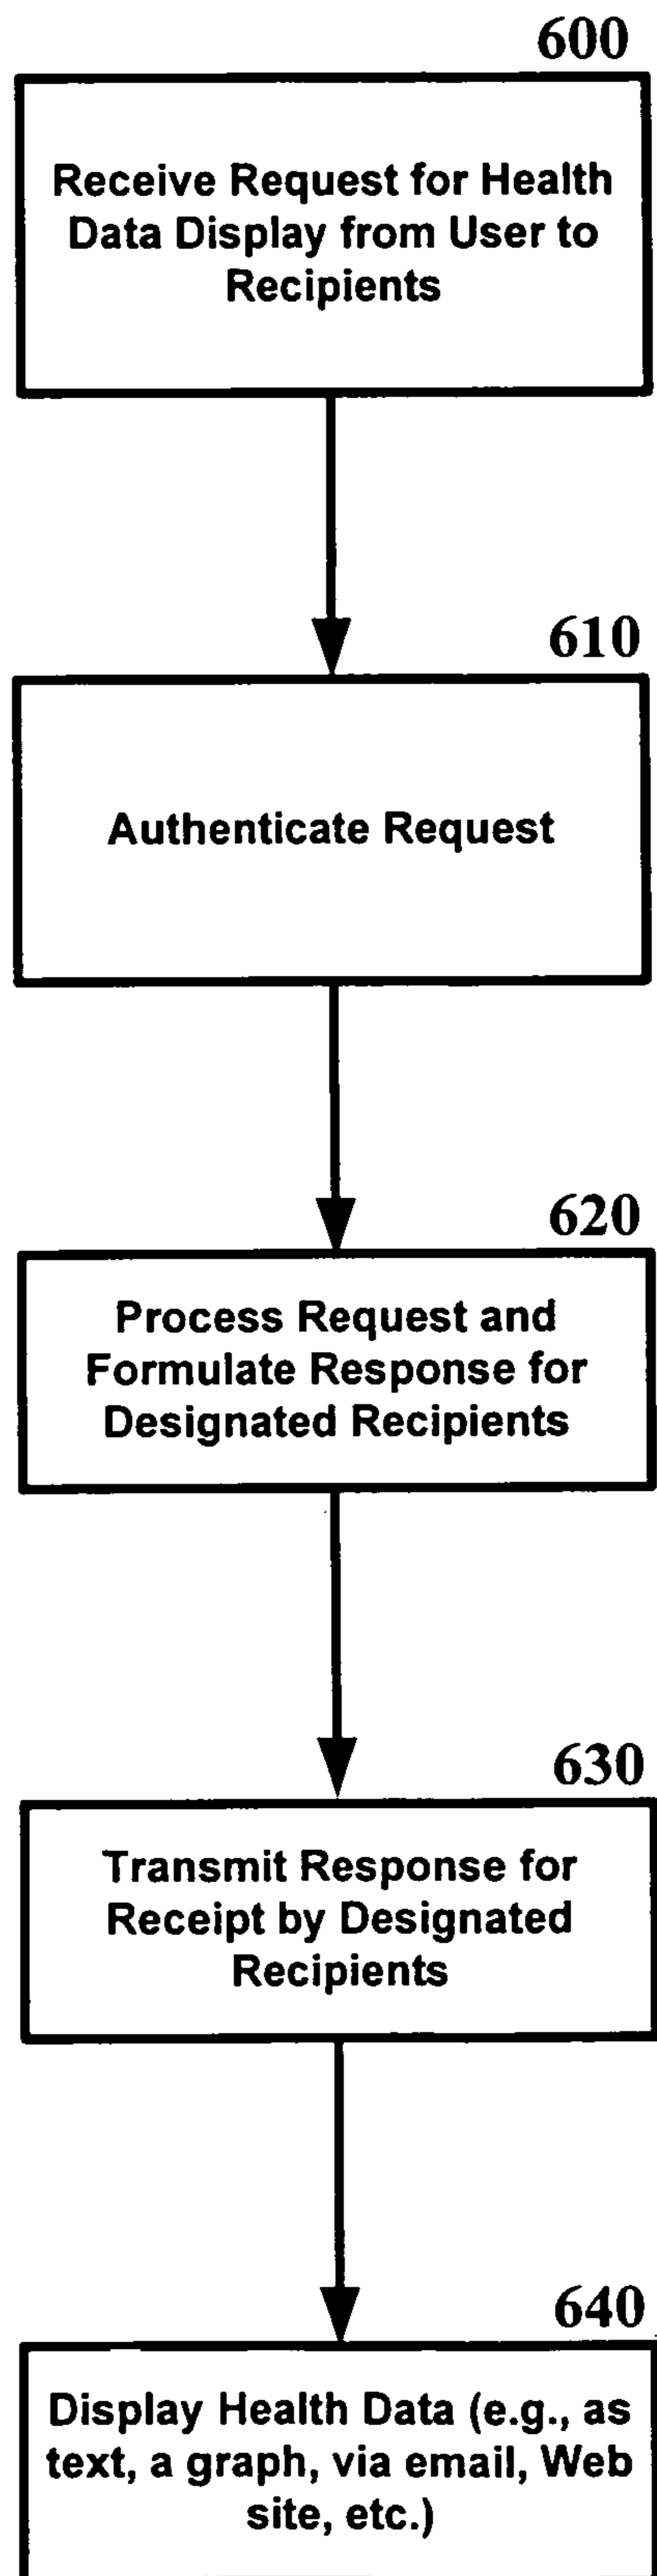 600
Receive Request for Health
Data Display from User to
Recipients
610
Authenticate Request
620
Process Request and
Formulate Response for
Designated Recipients
630
Transmit Response for
Receipt by Designated
Recipients
640
Display Health Data (e.g., as
text, a graph, via email, Web
site, etc.)